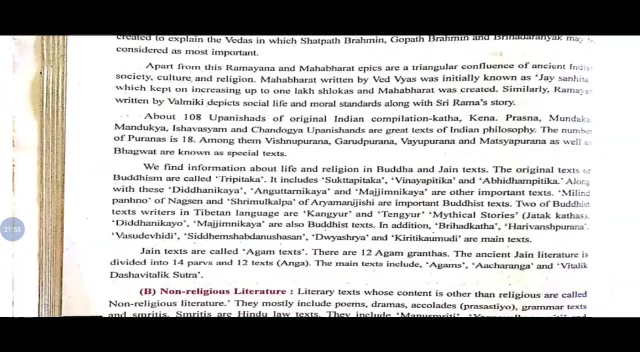 created to explain the Vedas in which Shatpath Brahmin, Gopath Brahmin and Brihadaranyak may
considered as most important.
Apart from this Ramayana and Mahabharat epics are a triangular confluence of ancient
society, culture and religion. Mahabharat written by Ved Vyas was initially known as 'Jay sanhita
which kept on increasing up to one lakh shlokas and Mahabharat was created. Similarly,
written by Valmiki depicts social life and moral standards along with Sri Rama's story.
About 108 Upanishads of original Indian compilation-katha, Kena. Prasna, Mundaka
Mandukya, Ishavasyam and Chandogya Upanishands are great texts of Indian philosophy. The number
of Puranas is 18. Among them Vishnupurana, Garudpurana, Vayupurana and Matsyapurana as well as
Bhagwat are known as special texts.
We find information about life and religion in Buddha and Jain texts. The original texts of
Buddhism are called 'Tripitaka'. It includes 'Sukttapitaka', 'Vinayapitika' and 'Abhidhampitika.' Along
with these 'Diddhanikaya', 'Anguttarnikaya' and 'Majjimnikaya' are other important texts. 'Milind
panhno' of Nagsen and 'Shrimulkalpa' of Aryamanijishi are important Buddhist texts. Two of Buddhist
texts writers in Tibetan language are 'Kangyur' and 'Tengyur' 'Mythical Stories' (Jatak kathas).
'Diddhanikayo', 'Majjimnikaya' are also Buddhist texts. In addition, 'Brihadkatha', 'Harivanshpurana'.
'Vasudevhidi', 'Siddhemshabdanushasan', 'Dwyashrya' and 'Kiritikaumudi' are main texts.
Jain texts are called 'Agam texts'. There are 12 Agam granthas. The ancient Jain literature is
divided into 14 parvs and 12 texts (Anga). The main texts include, 'Agams', 'Aacharanga' and 'Vitalik
Dashavitalik Sutra'.
(B) Non-religious Literature : Literary texts whose content is other than religious are called
Non-religious literature.' They mostly include poems, dramas, accolades (prasastiyo), grammar texts
and smritis. Smritis are Hindu law texts. They include 'Manusmriti',